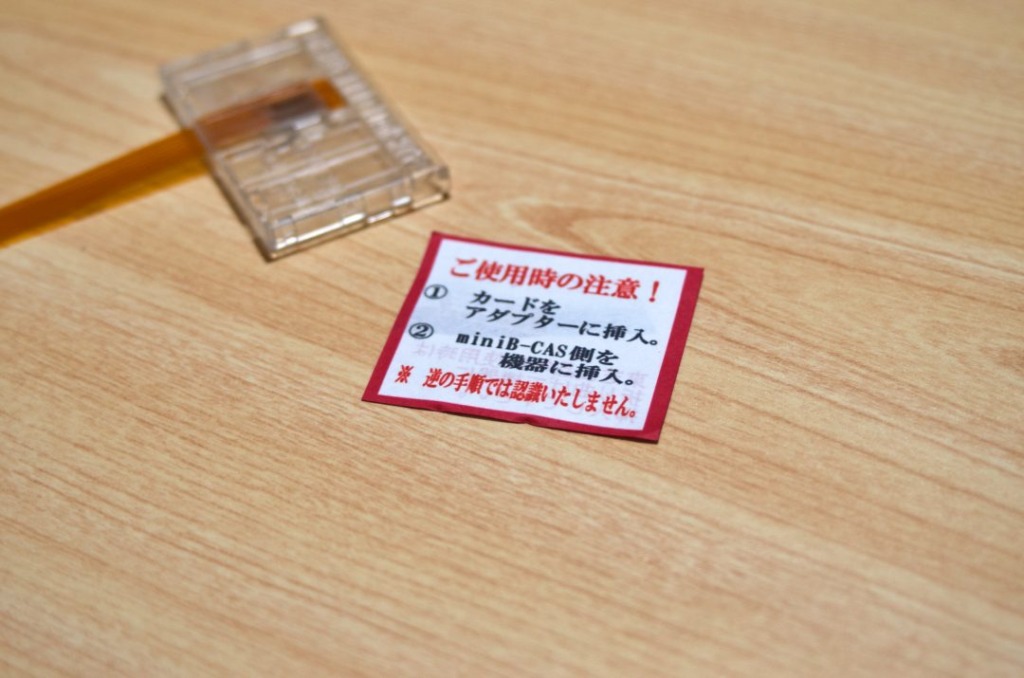 ご使用時の注意！
① カードを
アダプターに挿入。
② miniB-CAS側を
機器に挿入。
※ 逆の手順では認識いたしません。